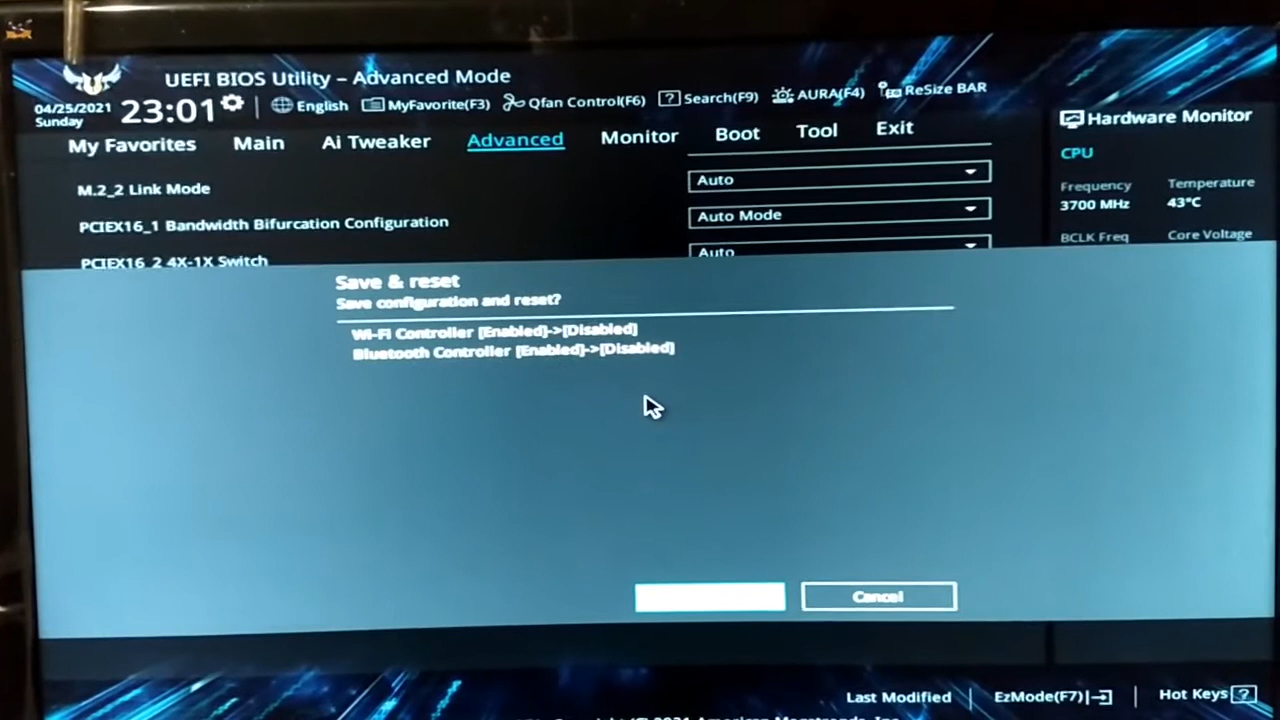 UEFI BIOS Utility – Advanced Mode
04/25/2021
Sunday
23:01
English
MyFavorite(F3)
Qfan Control(F6)
? Search(F9)
AURA(F4)
ReSize BAR
My Favorites
Main
Ai Tweaker
Advanced
Monitor
Boot
Tool
Exit
Hardware Monitor
CPU
Frequency
Temperature
3700 MHz
43°C
BCLK Freq
Core Voltage
M.2_2 Link Mode
Auto
PCIEX16_1 Bandwidth Bifurcation Configuration
Auto Mode
PCIEX16_2 4X-1X Switch
Auto
Save & reset
Save configuration and reset?
Wi-Fi Controller [Enabled]->[Disabled]
Bluetooth Controller [Enabled]->[Disabled]
Cancel
Last Modified
EzMode(F7)
Hot Keys ?
(C) 2021 American Megatrends, Inc.